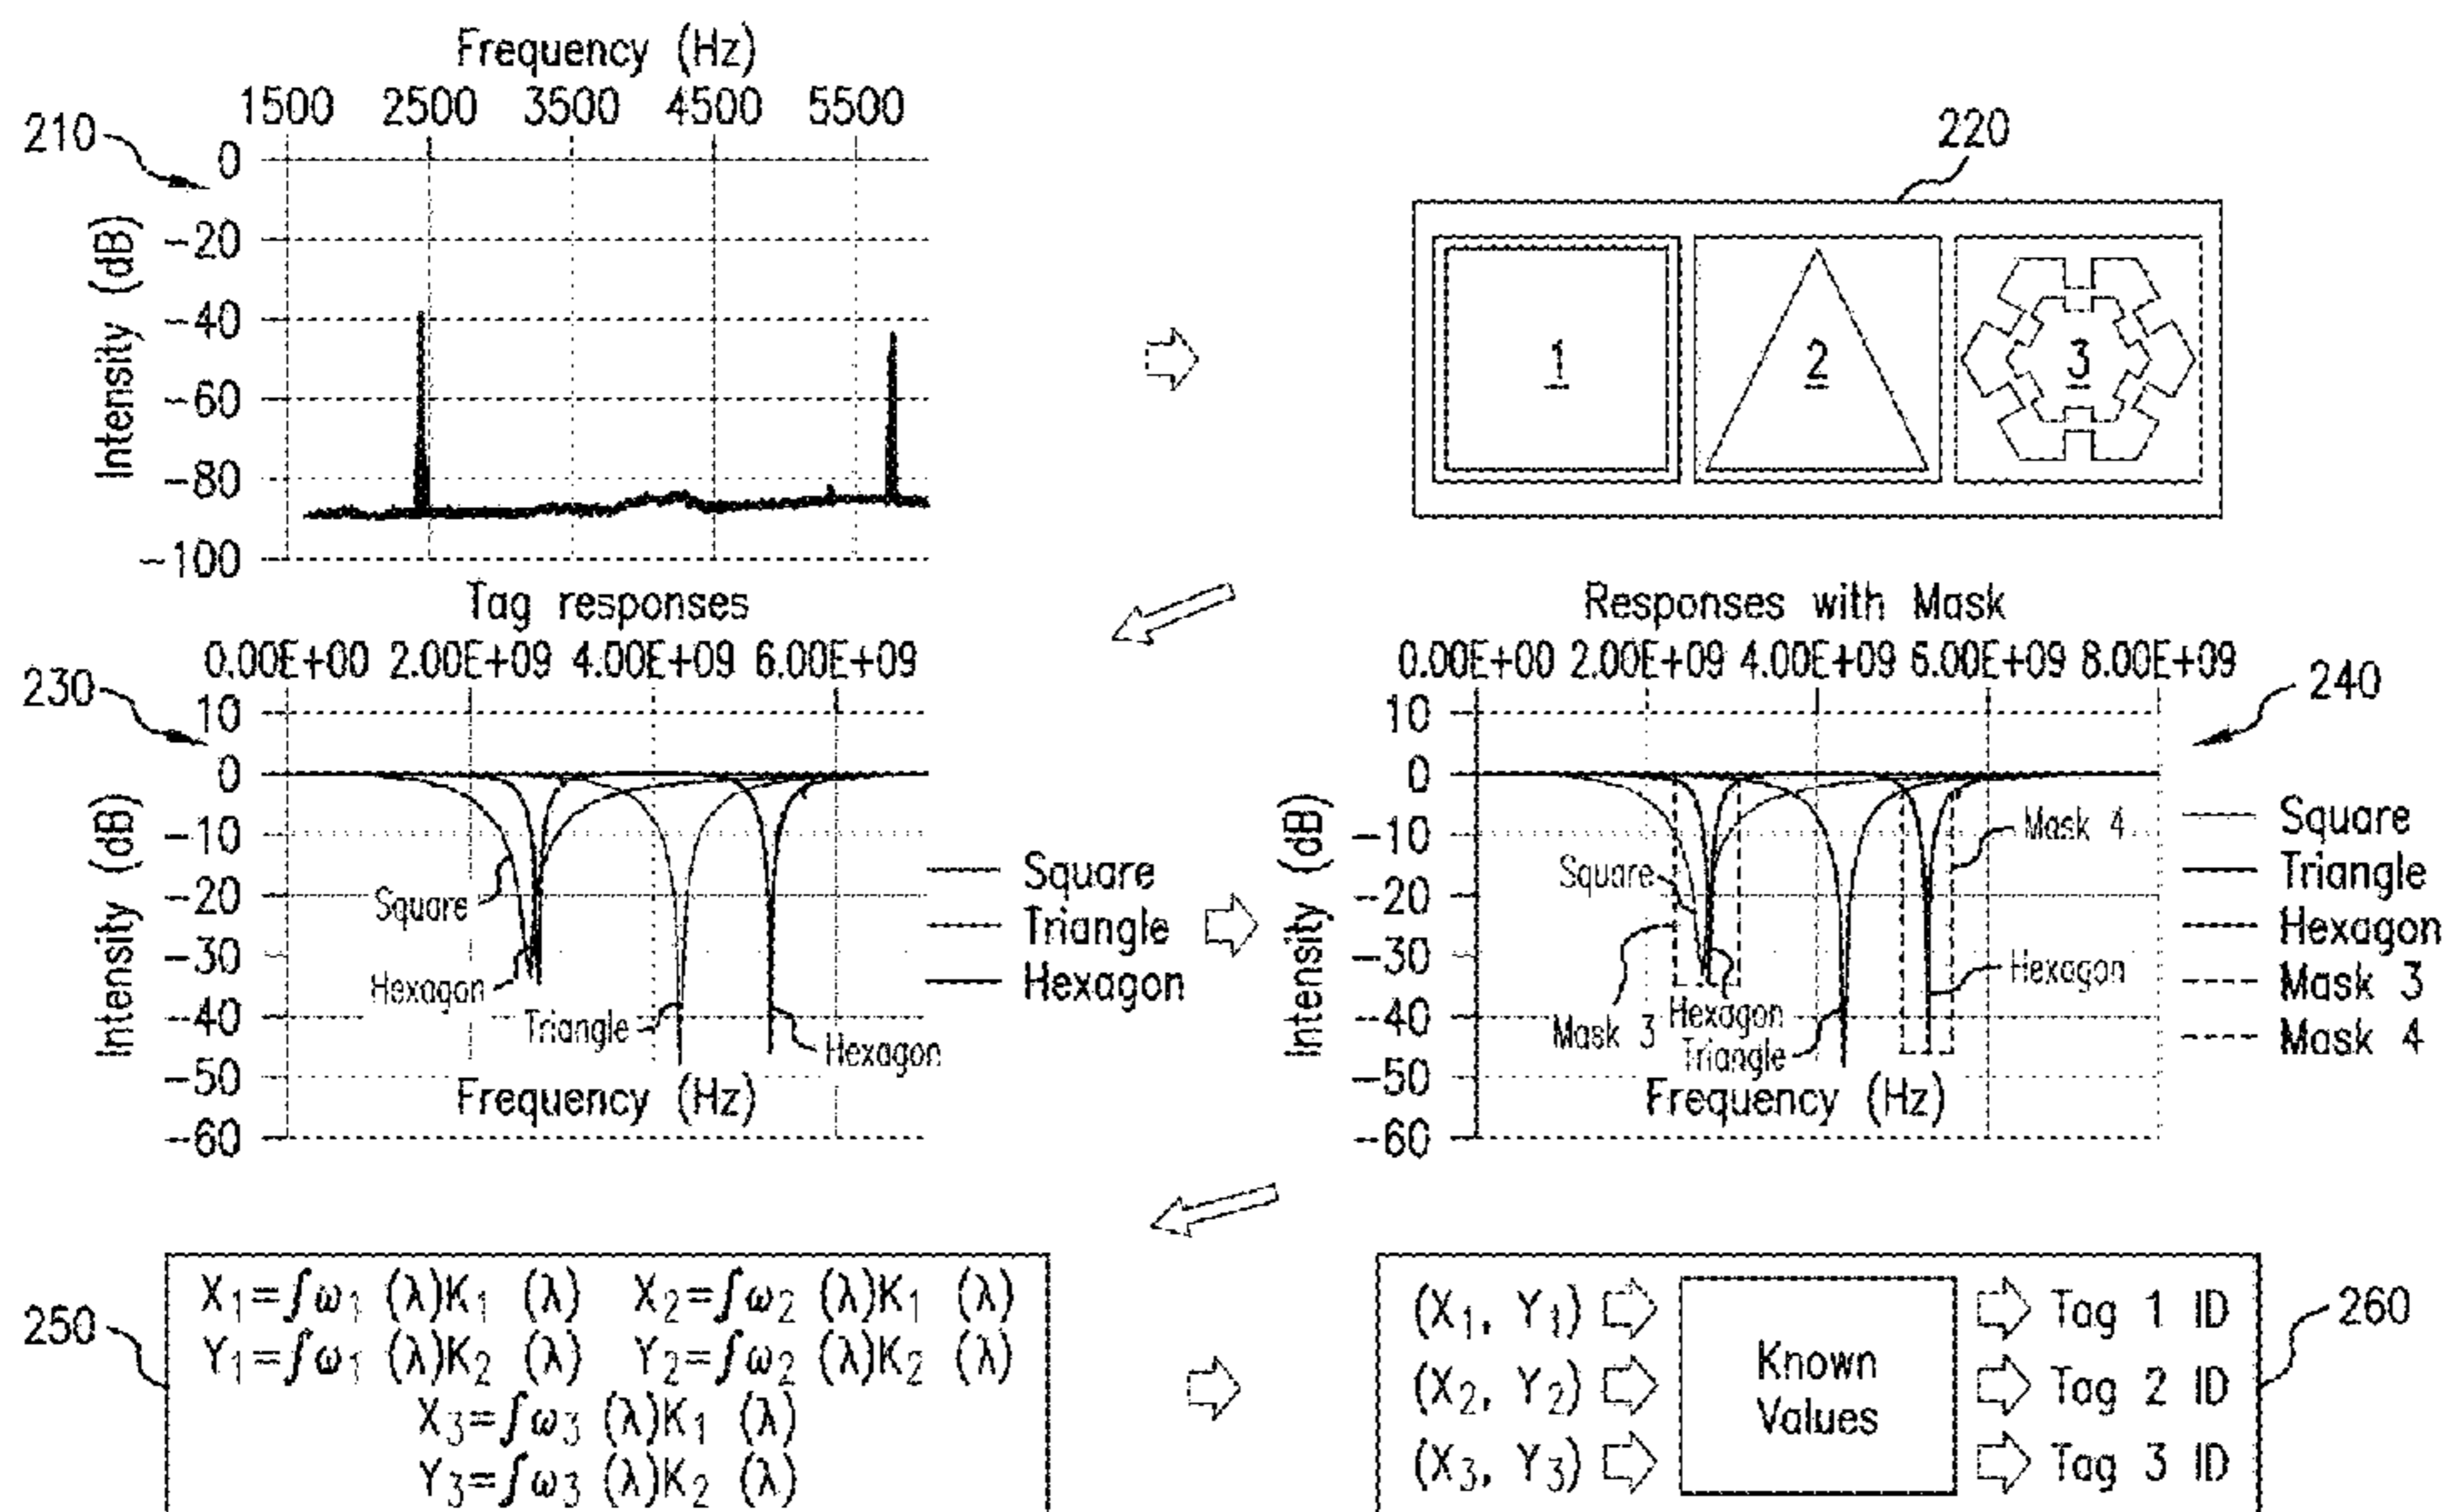 Frequency (Hz)
1500 2500 3500 4500 5500
210
0
-20
-40
-60
-80
-100
Intensity (dB)
220
1 2 3
Tag responses
0.00E+00 2.00E+09 4.00E+09 6.00E+09
230
10
0
-10
-20
-30
-40
-50
-60
Intensity (dB)
Square
Hexagon
Triangle
Hexagon
Frequency (Hz)
Square
Triangle
Hexagon
Responses with Mask
0.00E+00 2.00E+09 4.00E+09 6.00E+09 8.00E+09
240
10
0
-10
-20
-30
-40
-50
-60
Intensity (dB)
Mask 4
Square
Hexagon
Mask 3
Hexagon
Triangle
Frequency (Hz)
Square
Triangle
Hexagon
Mask 3
Mask 4
250
X₁=∫ω₁ (λ)K₁ (λ) X₂=∫ω₂ (λ)K₁ (λ)
Y₁=∫ω₁ (λ)K₂ (λ) Y₂=∫ω₂ (λ)K₂ (λ)
X₃=∫ω₃ (λ)K₁ (λ)
Y₃=∫ω₃ (λ)K₂ (λ)
260
(X₁, Y₁)
(X₂, Y₂)
(X₃, Y₃)
Known
Values
Tag 1 ID
Tag 2 ID
Tag 3 ID